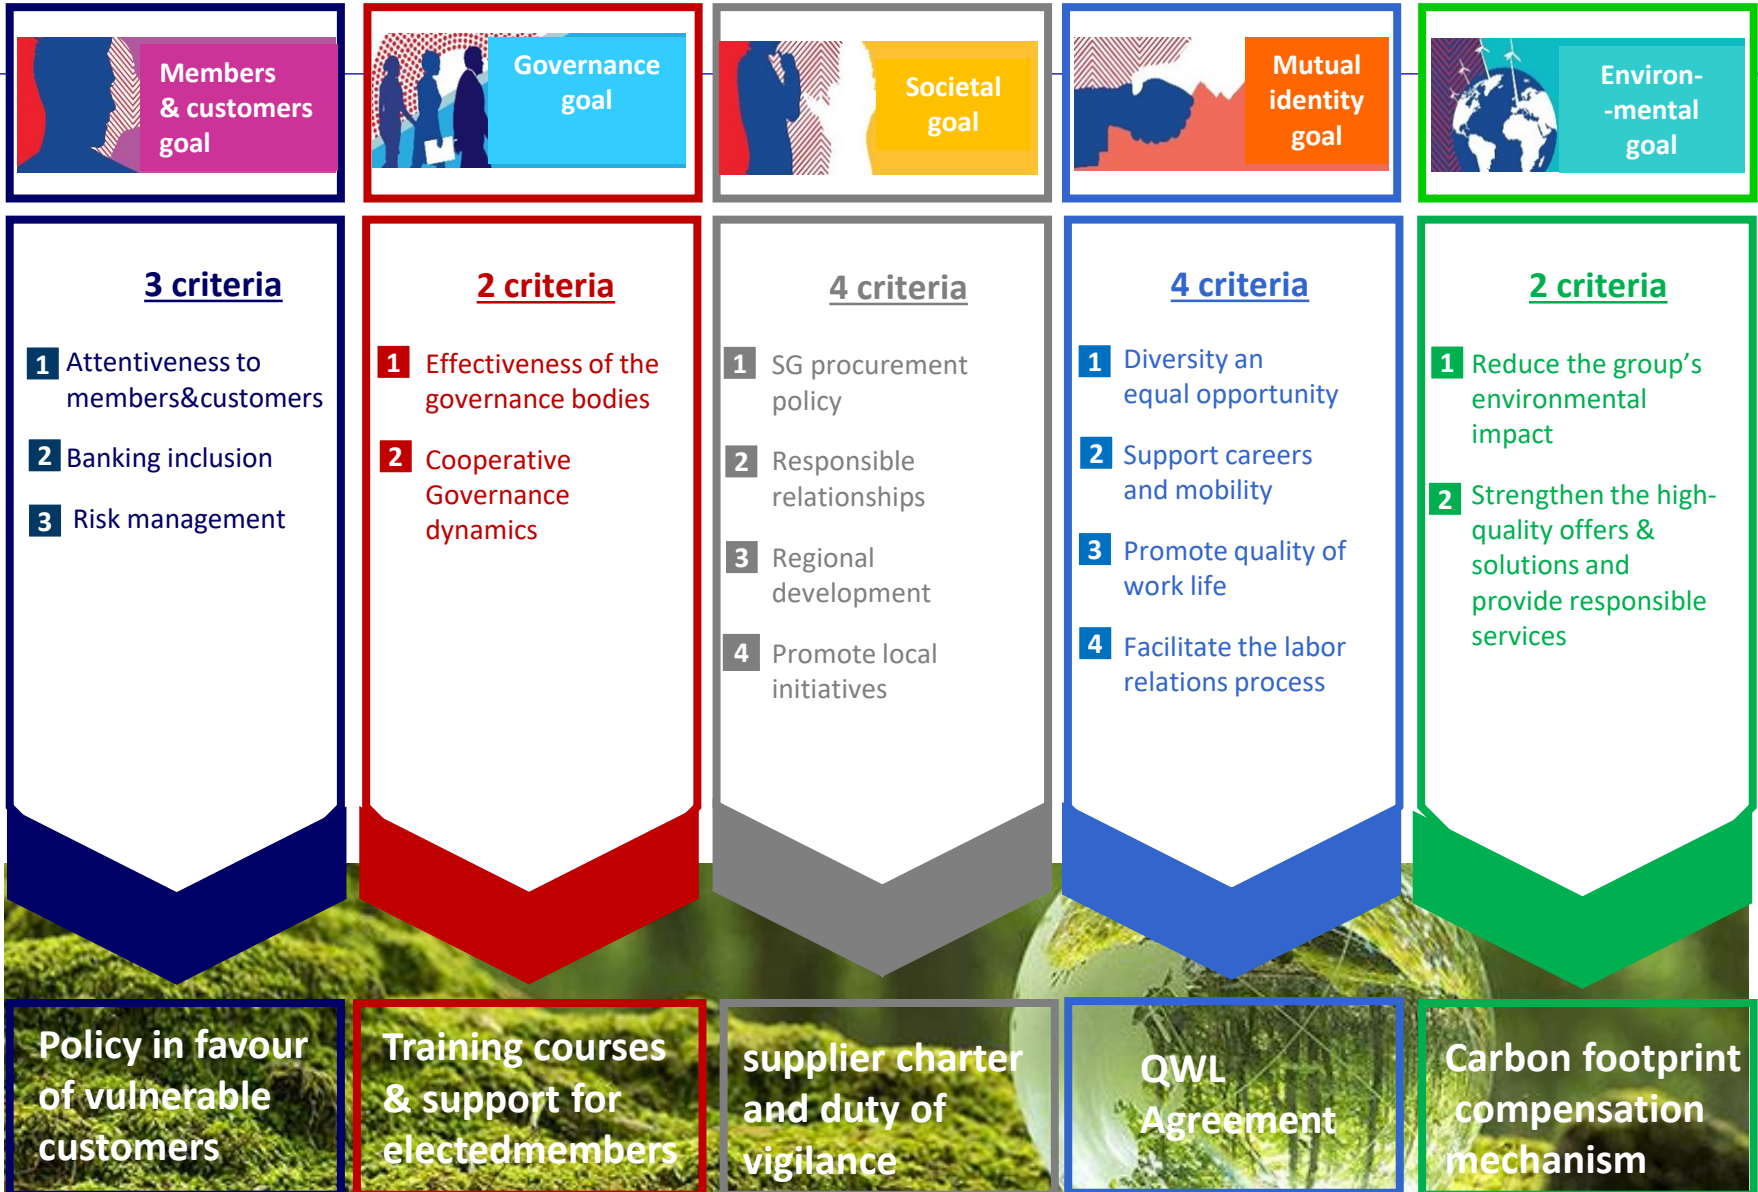 Members
& customers
goal
Governance
goal
Societal
goal
Mutual
identity
goal
Environ-
-mental
goal
3 criteria
1 Attentiveness to
members&customers
2 Banking inclusion
3 Risk management
2 criteria
1 Effectiveness of the
governance bodies
2 Cooperative
Governance
dynamics
4 criteria
1 SG procurement
policy
2 Responsible
relationships
3 Regional
development
4 Promote local
initiatives
4 criteria
1 Diversity an
equal opportunity
2 Support careers
and mobility
3 Promote quality of
work life
4 Facilitate the labor
relations process
2 criteria
1 Reduce the group's
environmental
impact
2 Strengthen the high-
quality offers &
solutions and
provide responsible
services
Policy in favour
of vulnerable
customers
Training courses
& support for
electedmembers
supplier charter
and duty of
vigilance
QWL
Agreement
Carbon footprint
compensation
mechanism